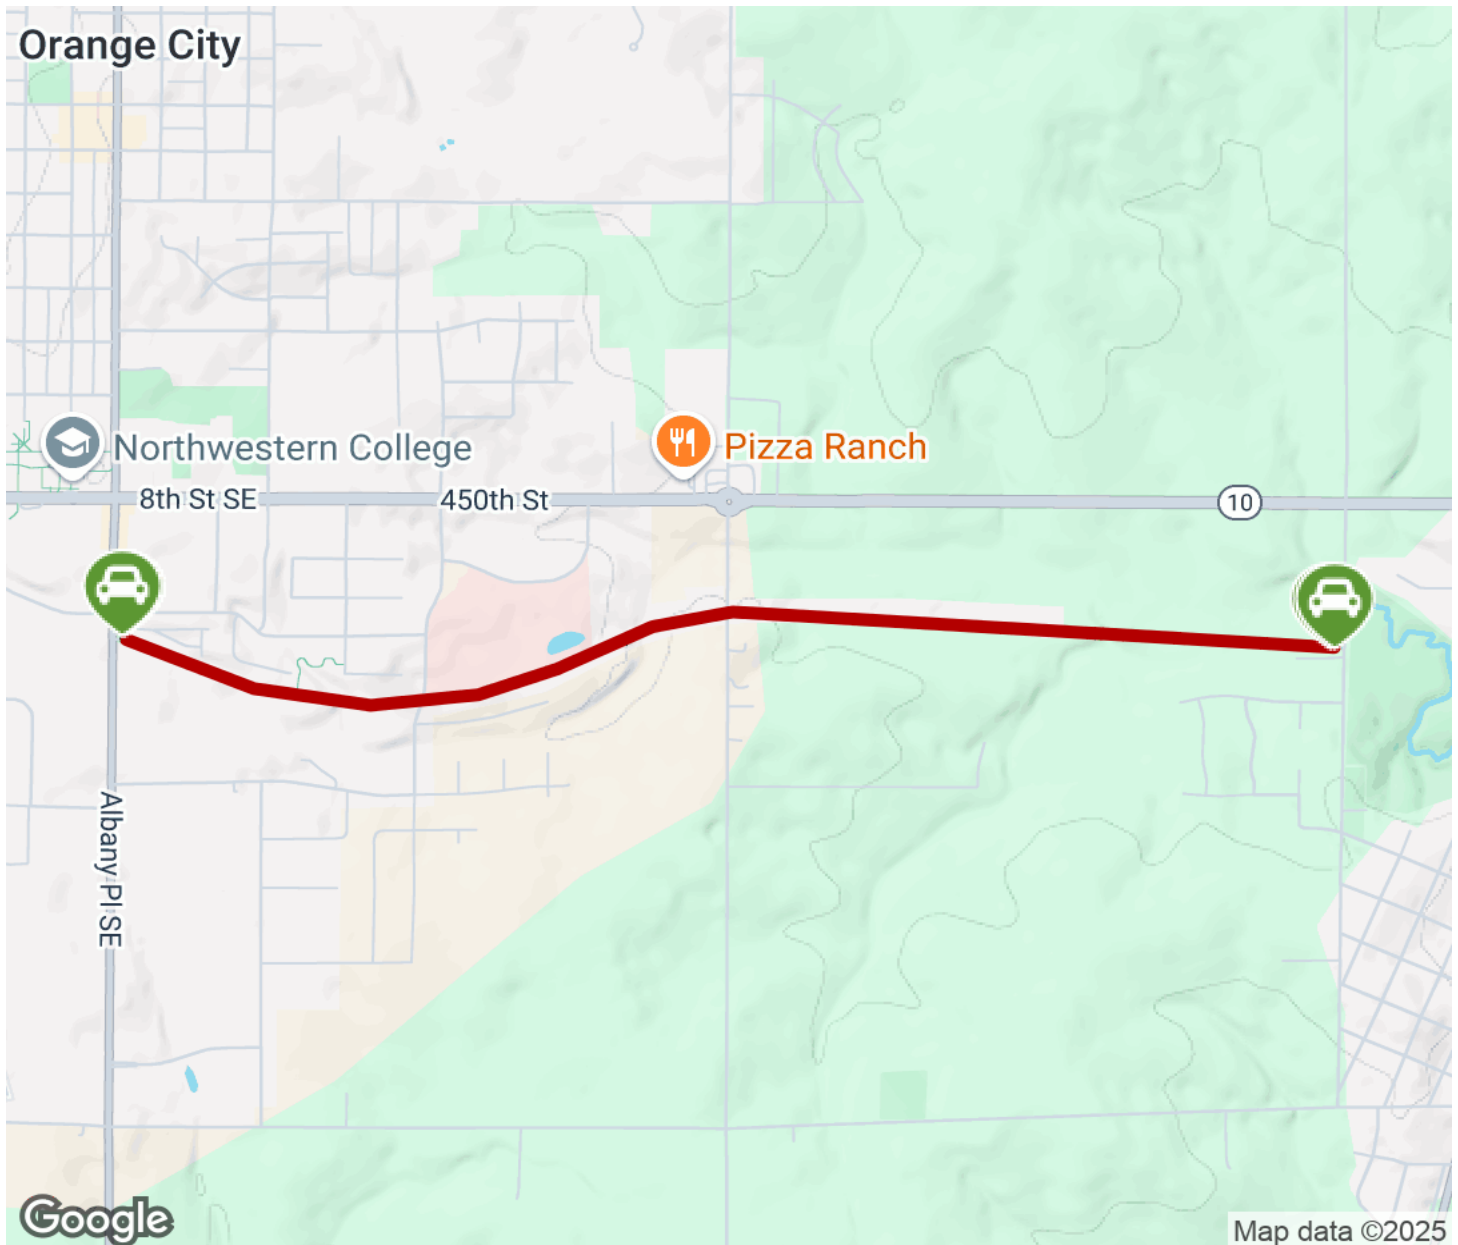 Orange City
Northwestern College
Pizza Ranch
8th St SE
450th St
10
Albany Pl SE
Google
Map data ©2025